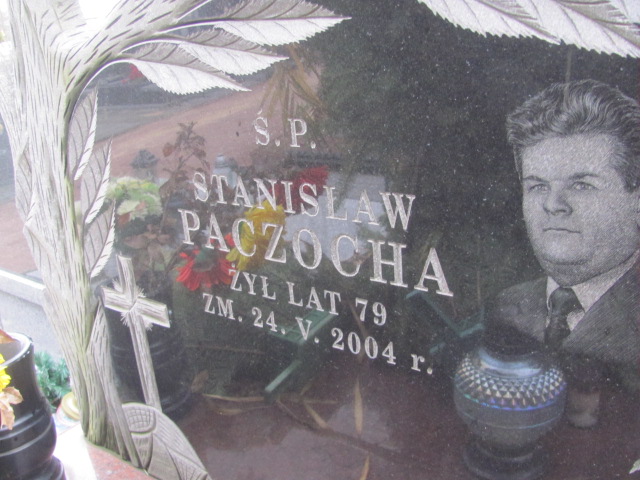 Ś.P.
STANISŁAW
PACZOCHA
ŻYŁ LAT 79
ZM. 24. V. 2004 r.